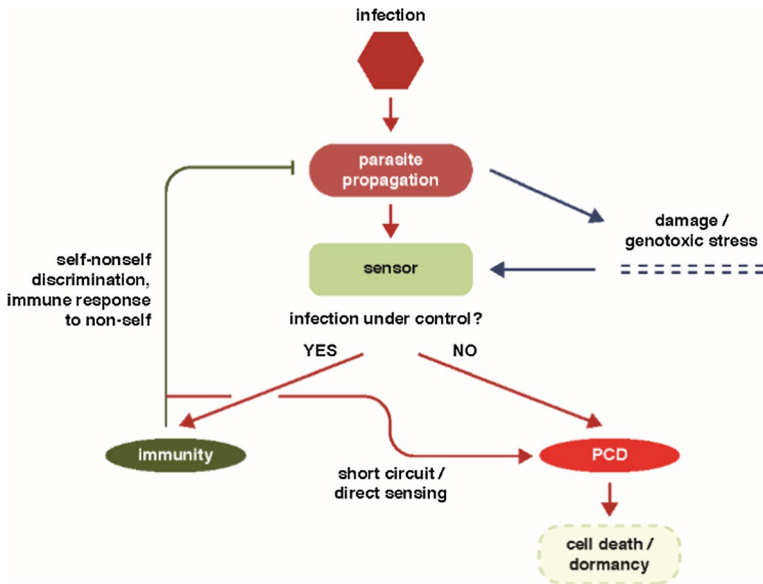 infection
parasite
propagation
damage /
genotoxic stress
self-nonself
discrimination,
immune response
to non-self
sensor
infection under control?
YES
NO
immunity
PCD
short circuit /
direct sensing
cell death /
dormancy